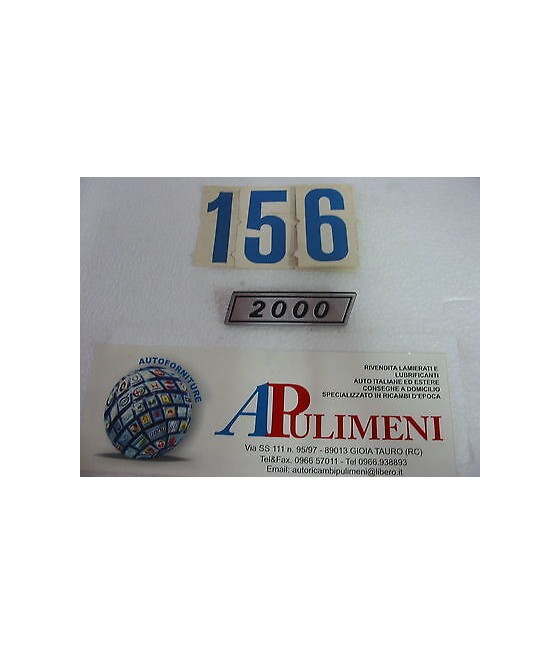 156
2000
AUTOFORNITURE
RIVENDITA LAMIERATI E
LUBRIFICANTI
AUTO ITALIANE ED ESTERE
CONSEGNE A DOMICILIO
SPECIALIZZATO IN RICAMBI D'EPOCA
APULIMENI
Via SS 111 n. 95/97 - 89013 GIOIA TAURO (RC)
Tel&Fax. 0966 57011 - Tel 0966.938893
Email: autoricambipulimeni@libero.it